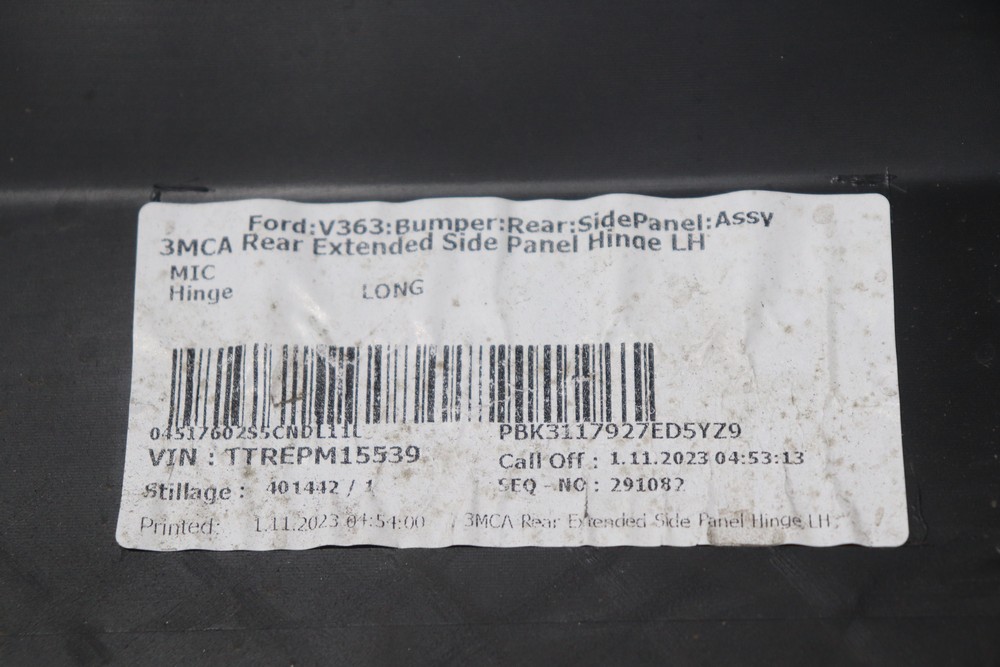 Ford:V363:Bumper:Rear:SidePanel:Assy
3MCA Rear Extended Side Panel Hinge LH
MIC
Hinge LONG
04517602S5CNDL11L PBK3117927ED5YZ9
VIN : TTREPM15539 Call Off : 1.11.2023 04:53:13
Stillage : 401442 / 1 SEQ - NO : 291082
Printed: 1.11.2023 04:54:00 3MCA Rear Extended Side Panel Hinge LH